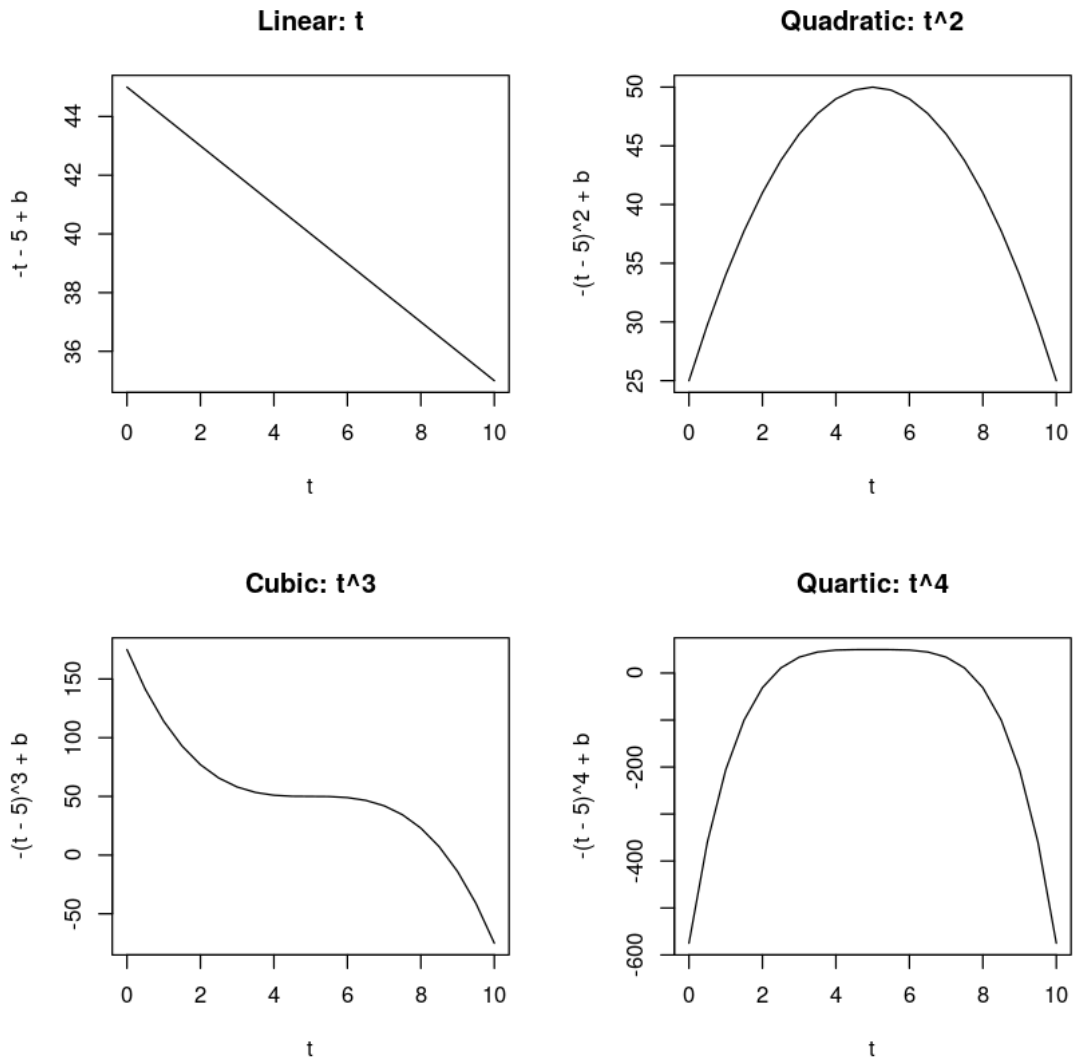 Linear: t
-t - 5 + b
44
42
40
38
36
0 2 4 6 8 10
t
Quadratic: t^2
-(t - 5)^2 + b
50
45
40
35
30
25
0 2 4 6 8 10
t
Cubic: t^3
-(t - 5)^3 + b
150
100
50
0
-50
0 2 4 6 8 10
t
Quartic: t^4
-(t - 5)^4 + b
0
-200
-400
-600
0 2 4 6 8 10
t